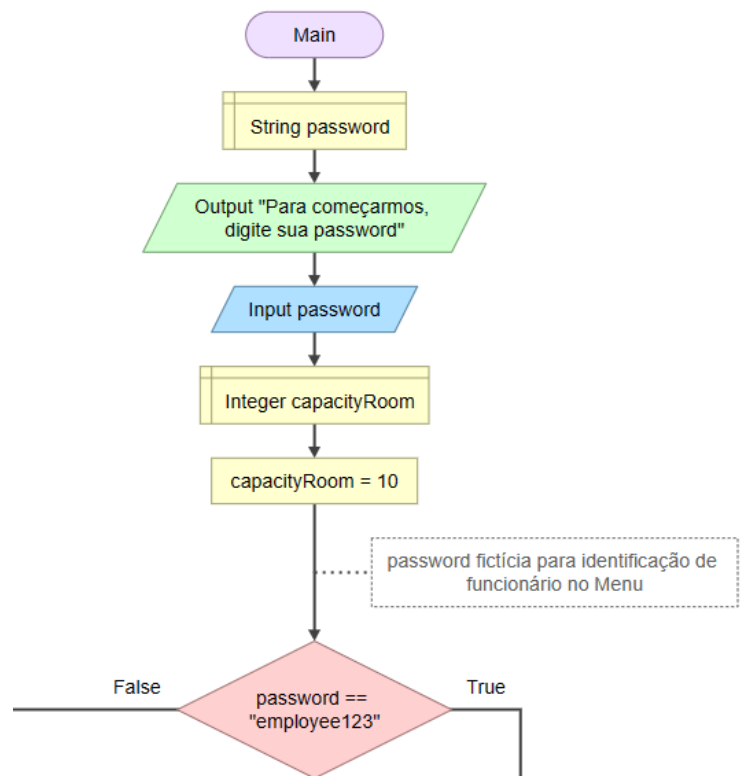 Main
String password
Output "Para começarmos,
digite sua password"
Input password
Integer capacityRoom
capacityRoom = 10
password fictícia para identificação de
funcionário no Menu
False
password ==
"employee123"
True